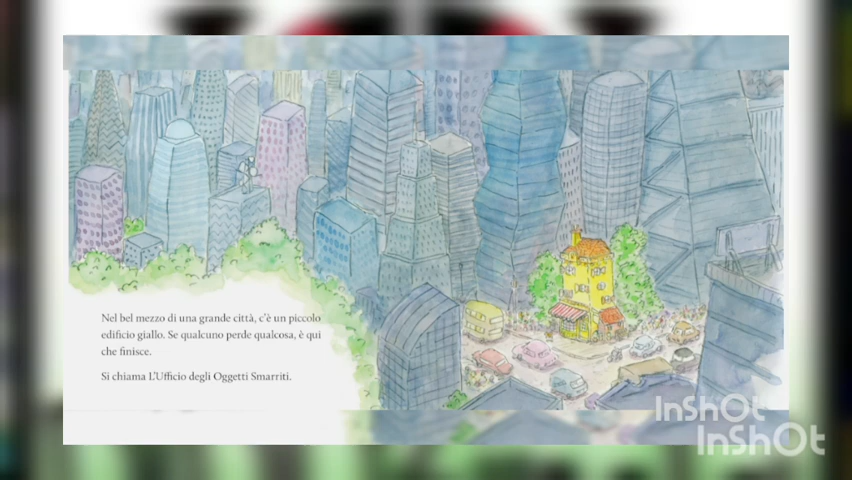 Nel bel mezzo di una grande città, c'è un piccolo
edificio giallo. Se qualcuno perde qualcosa, è qui
che finisce.
Si chiama L'Ufficio degli Oggetti Smarriti.
InShOt
InShOt